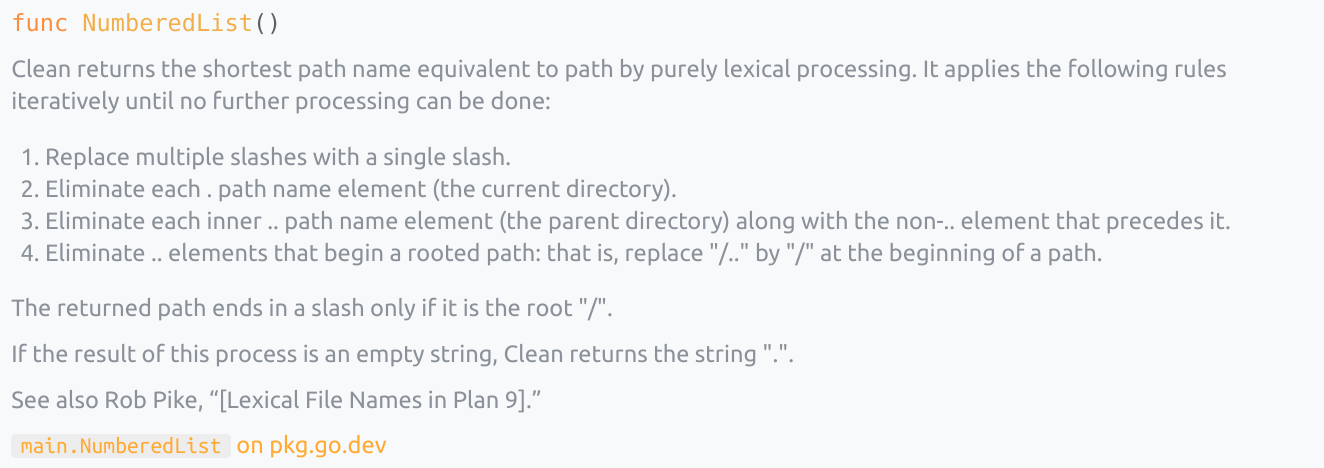 func NumberedList()
Clean returns the shortest path name equivalent to path by purely lexical processing. It applies the following rules
iteratively until no further processing can be done:
1. Replace multiple slashes with a single slash.
2. Eliminate each . path name element (the current directory).
3. Eliminate each inner .. path name element (the parent directory) along with the non-.. element that precedes it.
4. Eliminate .. elements that begin a rooted path: that is, replace "/.." by "/" at the beginning of a path.
The returned path ends in a slash only if it is the root "/".
If the result of this process is an empty string, Clean returns the string ".".
See also Rob Pike, “[Lexical File Names in Plan 9].”
main.NumberedList on pkg.go.dev